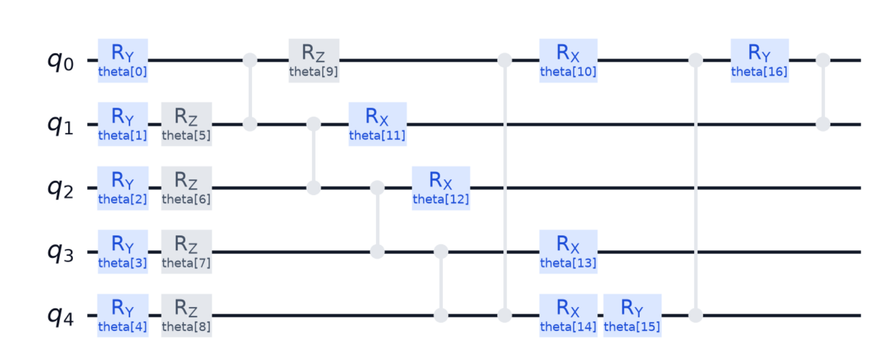 q0 RY theta[0] RZ theta[9] RX theta[10] RY theta[16]
q1 RY theta[1] RZ theta[5] RX theta[11]
q2 RY theta[2] RZ theta[6] RX theta[12]
q3 RY theta[3] RZ theta[7] RX theta[13]
q4 RY theta[4] RZ theta[8] RX theta[14] RY theta[15]